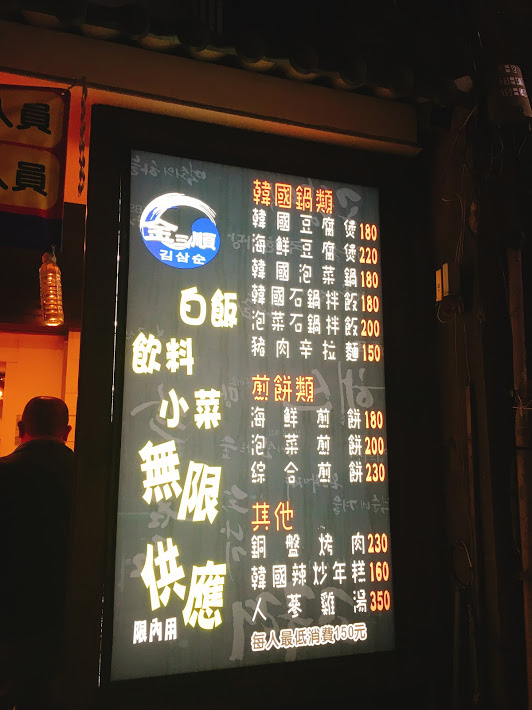 人員
人員
金三順
김삼순
白飯
飲料
小菜
無限
供應
限內用
韓國鍋類
韓國豆腐煲180
海鮮豆腐煲220
韓國泡菜鍋180
韓國石鍋拌飯180
泡菜石鍋拌飯200
豬肉辛拉麵150
煎餅類
海鮮煎餅180
泡菜煎餅200
綜合煎餅230
其他
銅盤烤肉230
韓國辣炒年糕160
人蔘雞湯350
每人最低消費150元